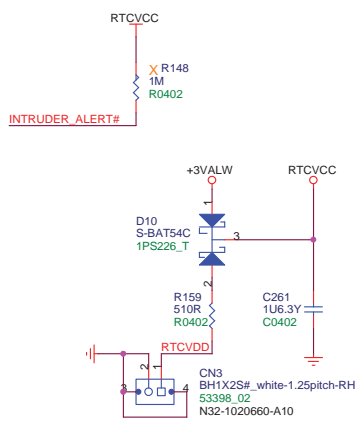 RTCVCC
X R148
1M
R0402
INTRUDER_ALERT#
+3VALW
RTCVCC
1
D10
S-BAT54C
1PS226_T
3
2
R159
510R
R0402
C261
1U6.3Y
C0402
RTCVDD
2
1
3
4
CN3
BH1X2S#_white-1.25pitch-RH
53398_02
N32-1020660-A10